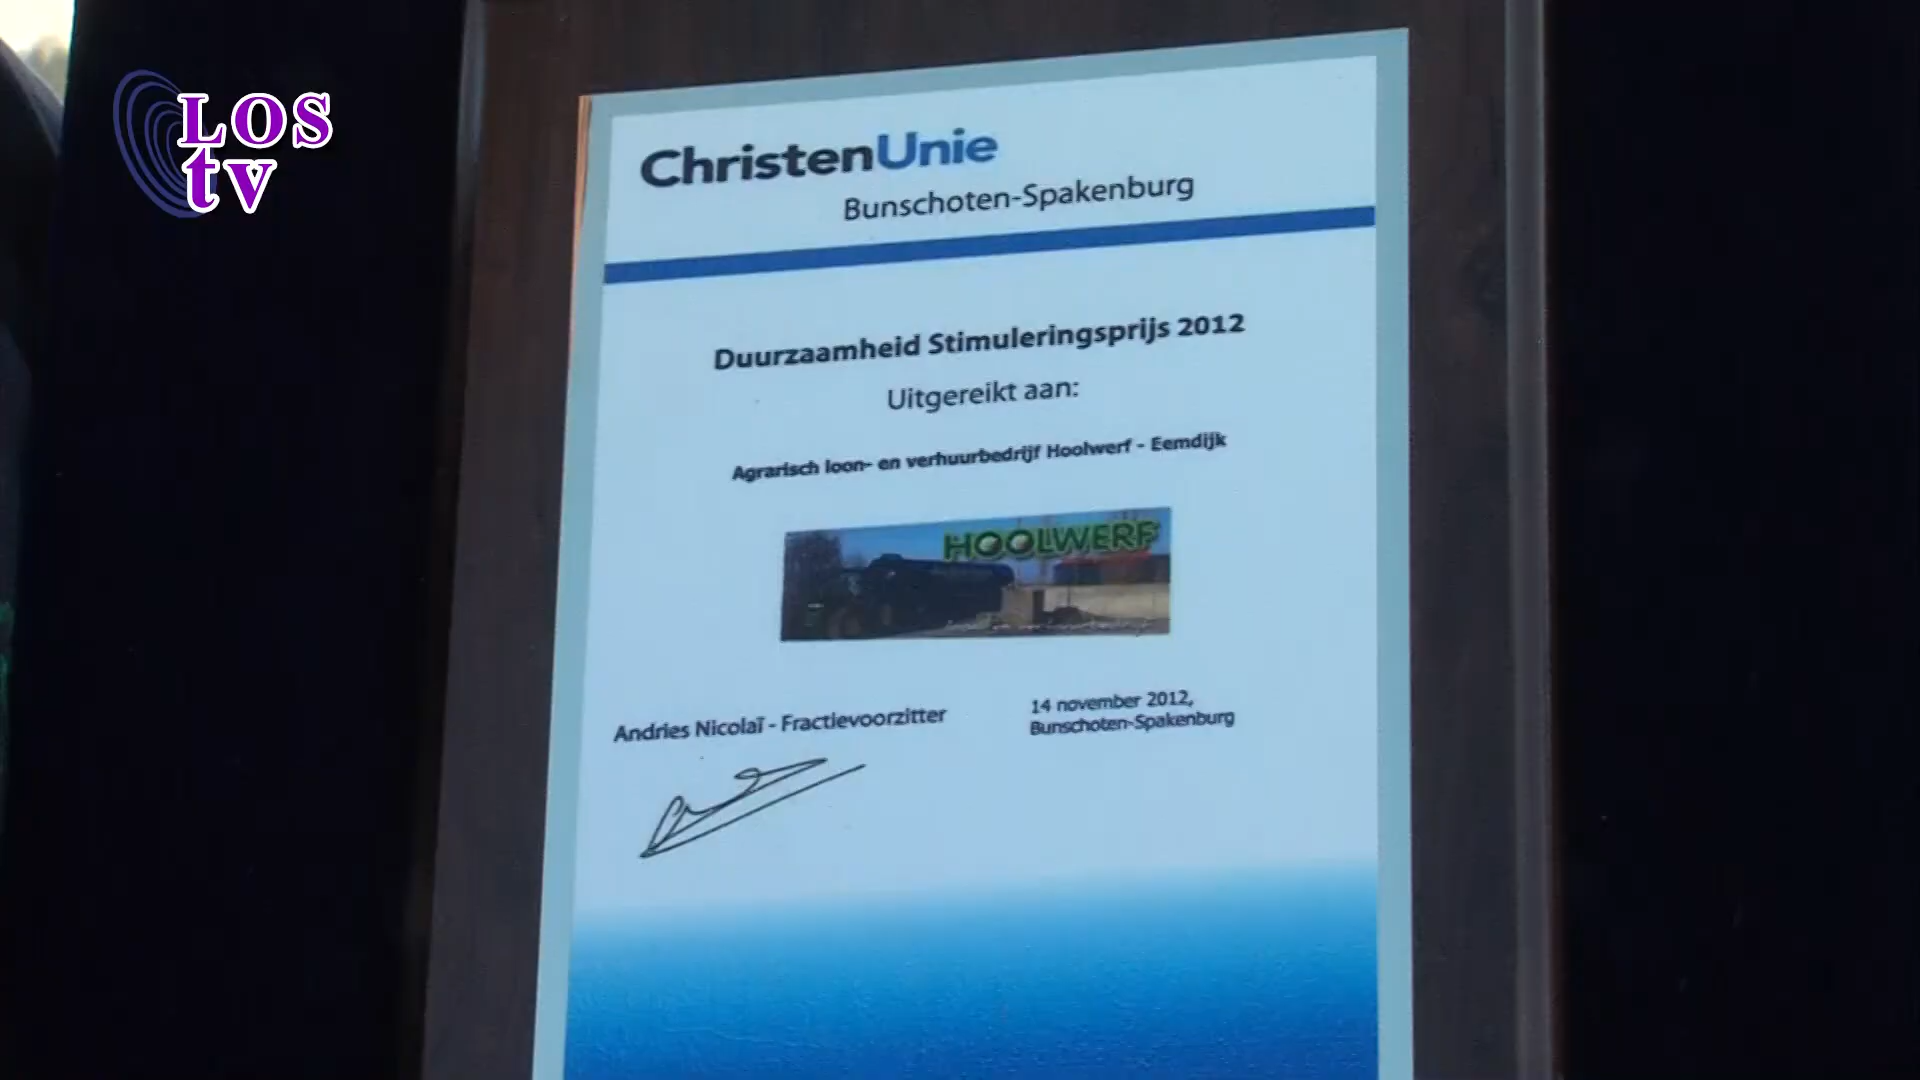 LOS
tv
ChristenUnie
Bunschoten-Spakenburg
Duurzaamheid Stimuleringsprijs 2012
Uitgereikt aan:
Agrarisch loon- en verhuurbedrijf Hoolwerf - Eemdijk
HOOLWERF
Andries Nicolaï - Fractievoorzitter
14 november 2012,
Bunschoten-Spakenburg